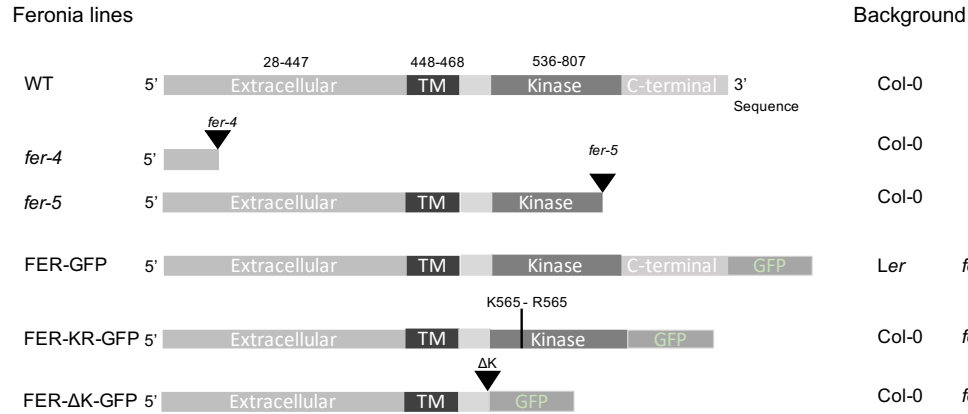 Feronia lines Background
28-447 448-468 536-807
WT 5’ Extracellular TM Kinase C-terminal 3’ Col-0
Sequence
fer-4
fer-4 5’ Col-0
fer-5
fer-5 5’ Extracellular TM Kinase Col-0
FER-GFP 5’ Extracellular TM Kinase C-terminal GFP Ler
K565 - R565
FER-KR-GFP 5’ Extracellular TM Kinase GFP Col-0
ΔK
FER-ΔK-GFP 5’ Extracellular TM GFP Col-0